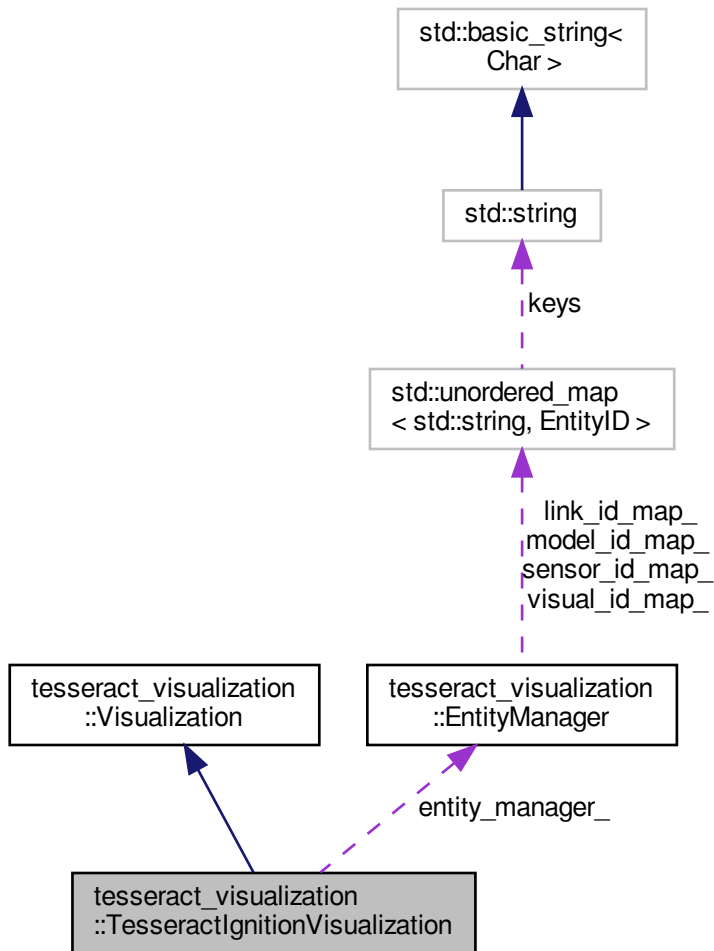 std::basic_string<
Char >
std::string
keys
std::unordered_map
< std::string, EntityID >
link_id_map_
model_id_map_
sensor_id_map_
visual_id_map_
tesseract_visualization
::Visualization
tesseract_visualization
::EntityManager
entity_manager_
tesseract_visualization
::TesseractIgnitionVisualization